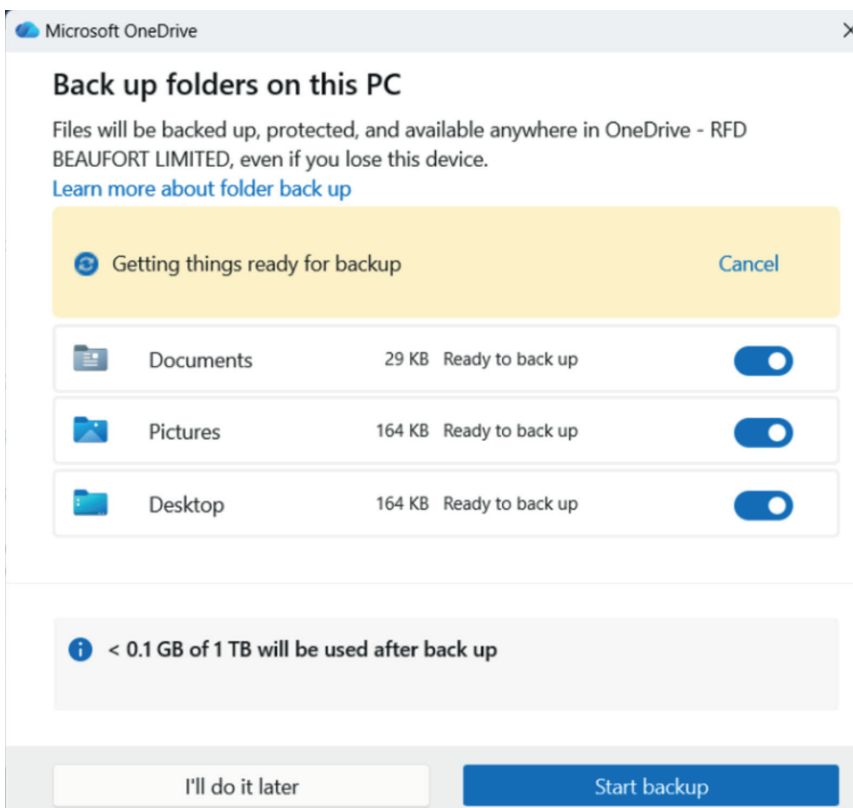 Microsoft OneDrive
Back up folders on this PC
Files will be backed up, protected, and available anywhere in OneDrive - RFD
BEAUFORT LIMITED, even if you lose this device.
Learn more about folder back up
Getting things ready for backup Cancel
Documents 29 KB Ready to back up
Pictures 164 KB Ready to back up
Desktop 164 KB Ready to back up
< 0.1 GB of 1 TB will be used after back up
I'll do it later Start backup